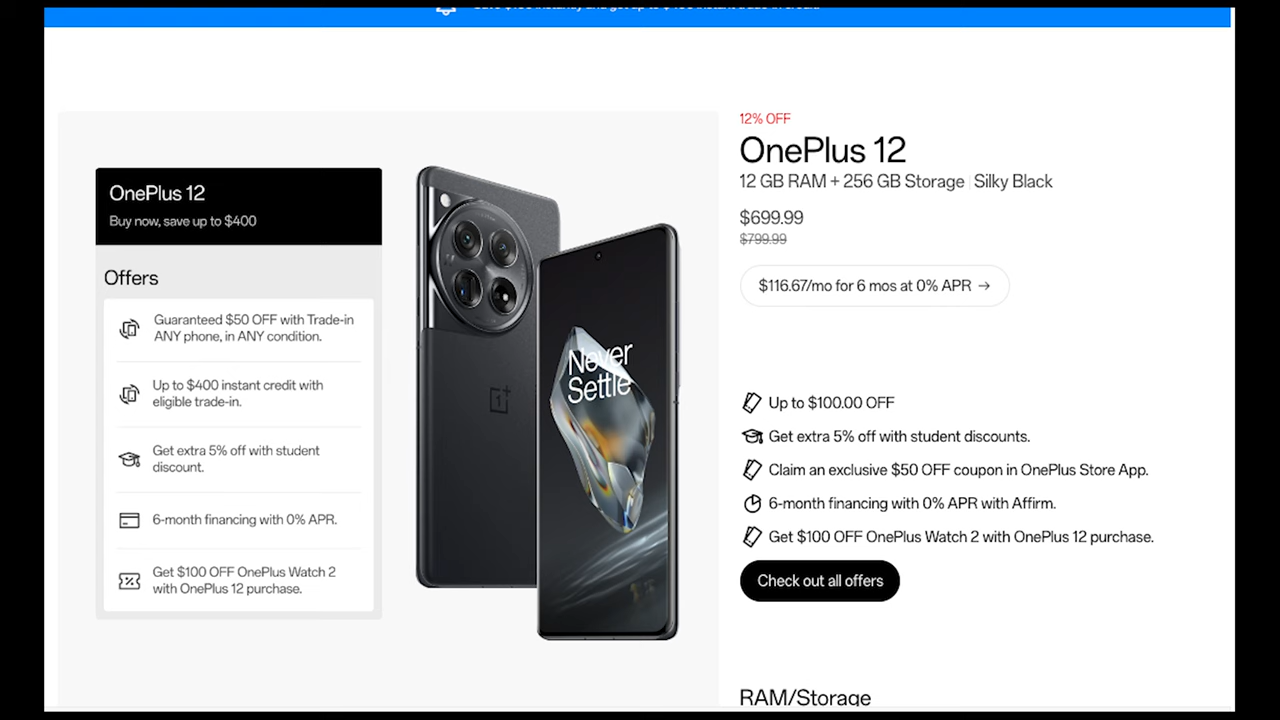 12% OFF
OnePlus 12
12 GB RAM + 256 GB Storage | Silky Black
$699.99
$799.99
$116.67/mo for 6 mos at 0% APR →
Up to $100.00 OFF
Get extra 5% off with student discounts.
Claim an exclusive $50 OFF coupon in OnePlus Store App.
6-month financing with 0% APR with Affirm.
Get $100 OFF OnePlus Watch 2 with OnePlus 12 purchase.
Check out all offers
RAM/Storage
OnePlus 12
Buy now, save up to $400
Offers
Guaranteed $50 OFF with Trade-in
ANY phone, in ANY condition.
Up to $400 instant credit with
eligible trade-in.
Get extra 5% off with student
discount.
6-month financing with 0% APR.
Get $100 OFF OnePlus Watch 2
with OnePlus 12 purchase.
Never
Settle